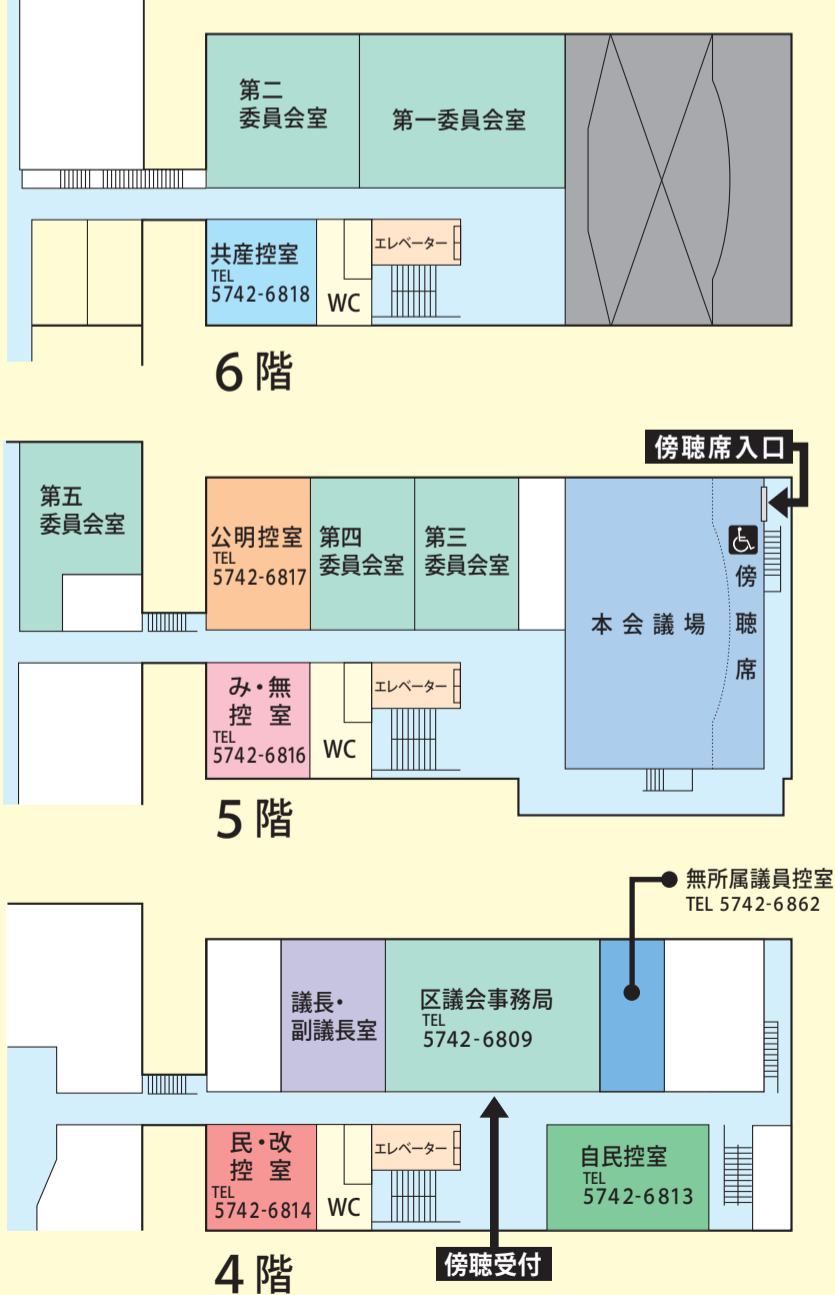 第二
委員会室
第一委員会室
共産控室
TEL
5742-6818
WC
エレベーター
6階
傍聴席入口
第五
委員会室
公明控室
TEL
5742-6817
第四
委員会室
第三
委員会室
本会議場
傍聴席
み・無
控室
TEL
5742-6816
WC
エレベーター
5階
無所属議員控室
TEL 5742-6862
議長・
副議長室
区議会事務局
TEL
5742-6809
民・改
控室
TEL
5742-6814
WC
エレベーター
自民控室
TEL
5742-6813
傍聴受付
4階